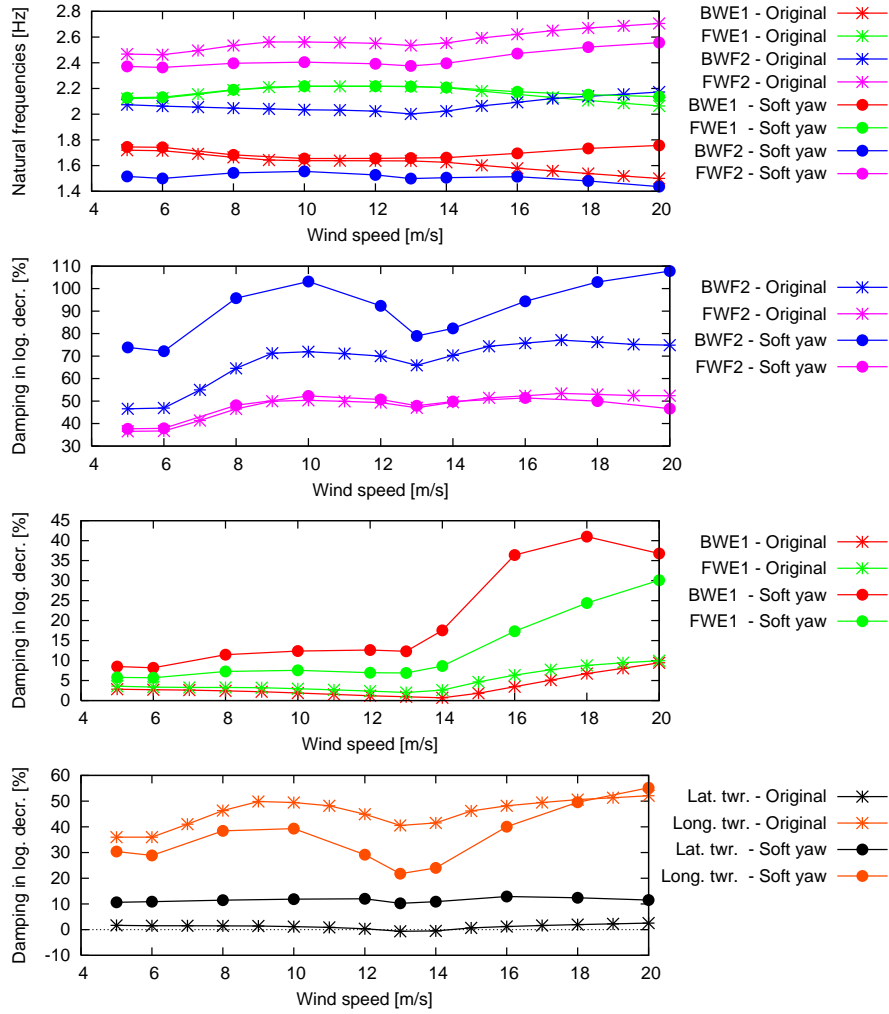 Natural frequencies [Hz]
2.8
2.6
2.4
2.2
2
1.8
1.6
1.4
4 6 8 10 12 14 16 18 20
Wind speed [m/s]
BWE1 - Original
FWE1 - Original
BWF2 - Original
FWF2 - Original
BWE1 - Soft yaw
FWE1 - Soft yaw
BWF2 - Soft yaw
FWF2 - Soft yaw
Damping in log. decr. [%]
110
100
90
80
70
60
50
40
30
4 6 8 10 12 14 16 18 20
Wind speed [m/s]
BWF2 - Original
FWF2 - Original
BWF2 - Soft yaw
FWF2 - Soft yaw
Damping in log. decr. [%]
45
40
35
30
25
20
15
10
5
0
4 6 8 10 12 14 16 18 20
Wind speed [m/s]
BWE1 - Original
FWE1 - Original
BWE1 - Soft yaw
FWE1 - Soft yaw
Damping in log. decr. [%]
60
50
40
30
20
10
0
-10
4 6 8 10 12 14 16 18 20
Wind speed [m/s]
Lat. twr. - Original
Long. twr. - Original
Lat. twr. - Soft yaw
Long. twr. - Soft yaw